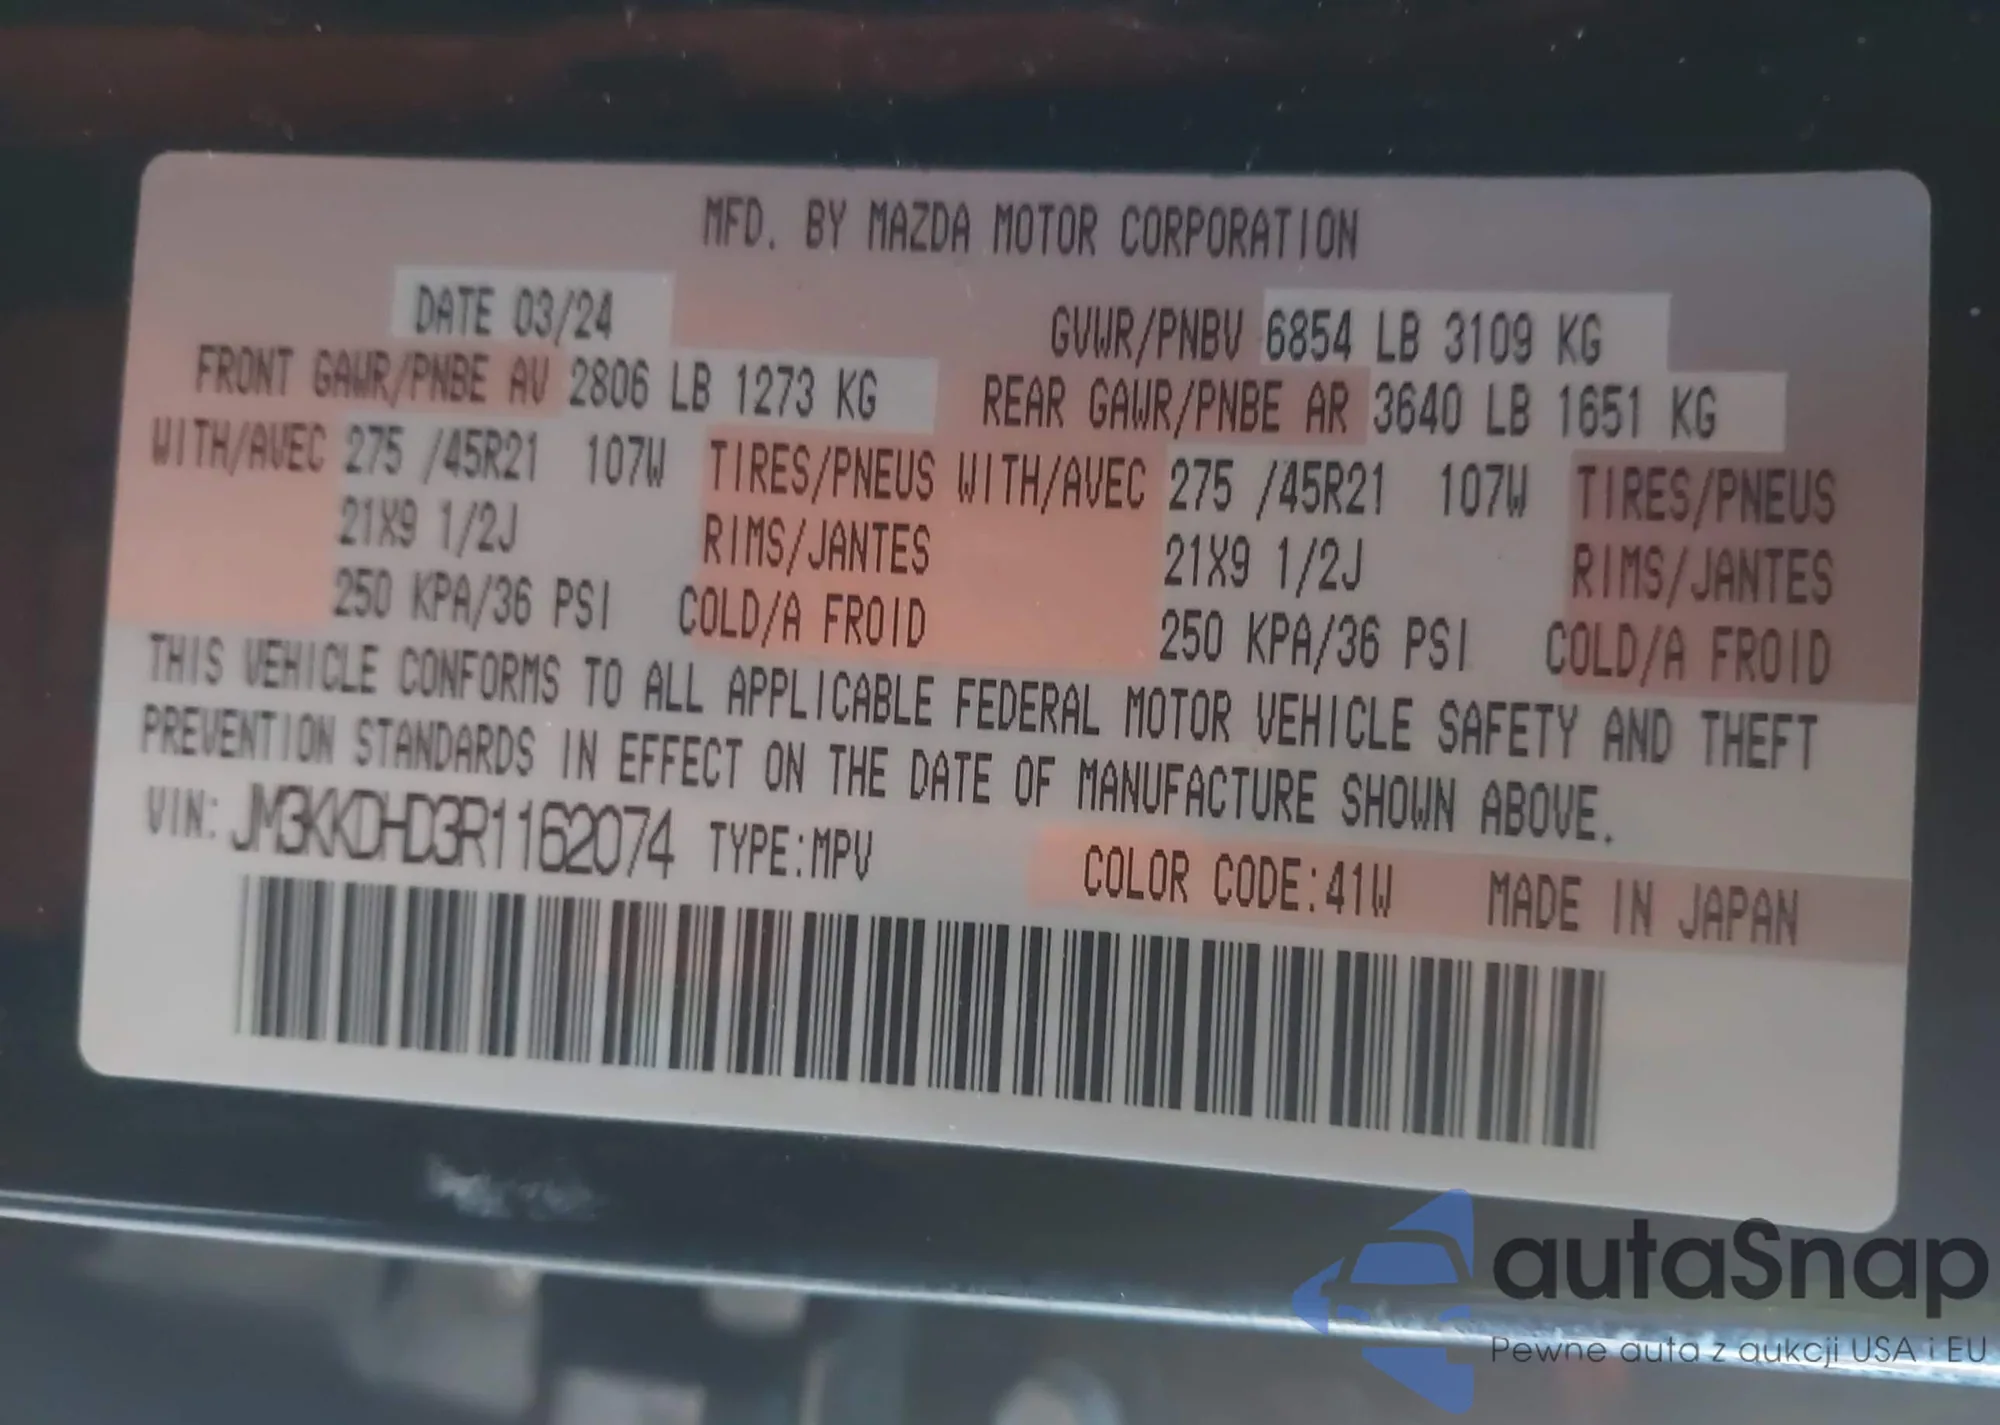 MFD. BY MAZDA MOTOR CORPORATION
DATE 03/24 GVWR/PNBV 6854 LB 3109 KG
FRONT GAWR/PNBE AV 2806 LB 1273 KG REAR GAWR/PNBE AR 3640 LB 1651 KG
WITH/AVEC 275 /45R21 107W TIRES/PNEUS WITH/AVEC 275 /45R21 107W TIRES/PNEUS
21X9 1/2J RIMS/JANTES 21X9 1/2J RIMS/JANTES
250 KPA/36 PSI COLD/A FROID 250 KPA/36 PSI COLD/A FROID
THIS VEHICLE CONFORMS TO ALL APPLICABLE FEDERAL MOTOR VEHICLE SAFETY AND THEFT
PREVENTION STANDARDS IN EFFECT ON THE DATE OF MANUFACTURE SHOWN ABOVE.
VIN: JM3KKDHD3R1162074 TYPE:MPV COLOR CODE:41W MADE IN JAPAN
autaSnap
Pewne auta z aukcji USA i EU